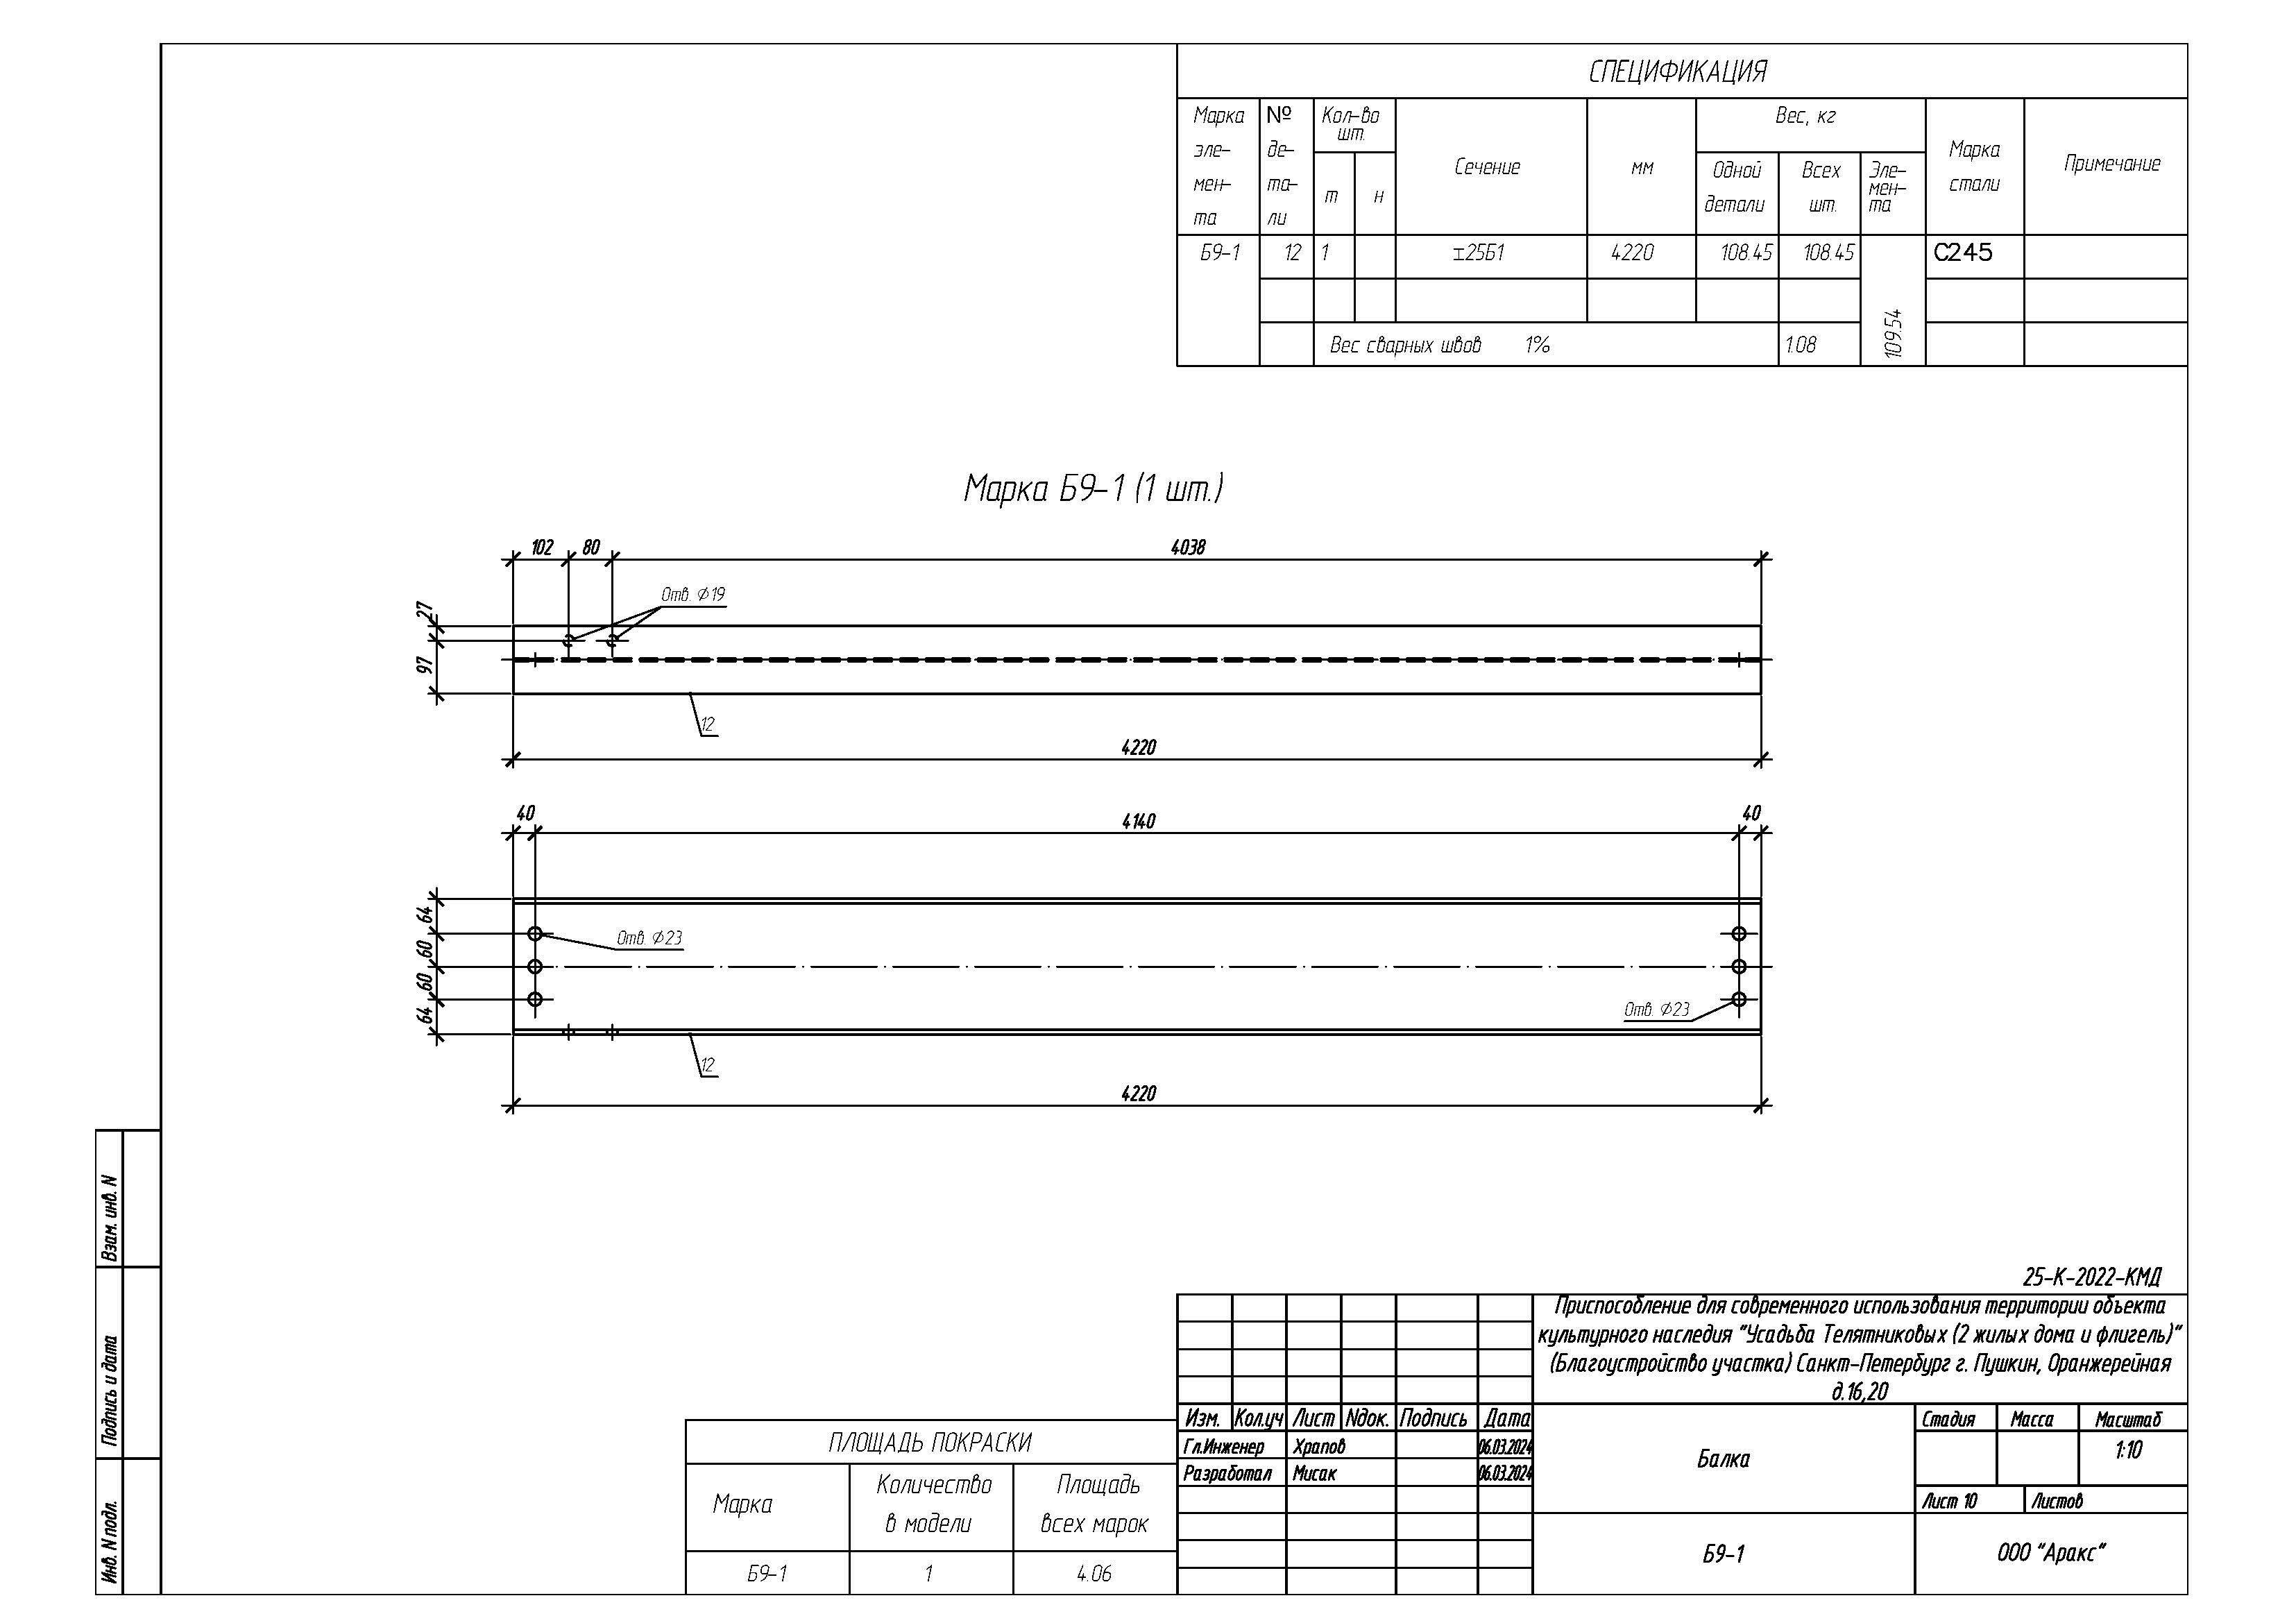 СПЕЦИФИКАЦИЯ
Марка эле- мен- та
№ де- та- ли
Кол-во шт.
т
н
Сечение
мм
Вес, кг
Одной детали
Всех шт.
Эле- мен- та
Марка стали
Примечание
Б9-1 12 1 I25Б1 4220 108.45 108.45 С245
109.54
Вес сварных швов 1% 1.08
Марка Б9-1 (1 шт.)
102 80 4038
Отв. ⌀19
27
97
12
4220
40 4140 40
64
60
60
64
Отв. ⌀23
Отв. ⌀23
12
4220
Взам. инв. N
Подпись и дата
Инв. N подл.
25-К-2022-КМД
Приспособление для современного использования территории объекта
культурного наследия "Усадьба Телятниковых (2 жилых дома и флигель)"
(Благоустройство участка) Санкт-Петербург г. Пушкин, Оранжерейная
д.16,20
Изм. Кол.уч Лист Nдок. Подпись Дата
Гл.Инженер Храпов 06.03.2024
Разработал Мисак 06.03.2024
Балка
Стадия Масса Масштаб
1:10
Лист 10 Листов
Б9-1
ООО "Аракс"
ПЛОЩАДЬ ПОКРАСКИ
Марка
Количество в модели
Площадь всех марок
Б9-1 1 4.06